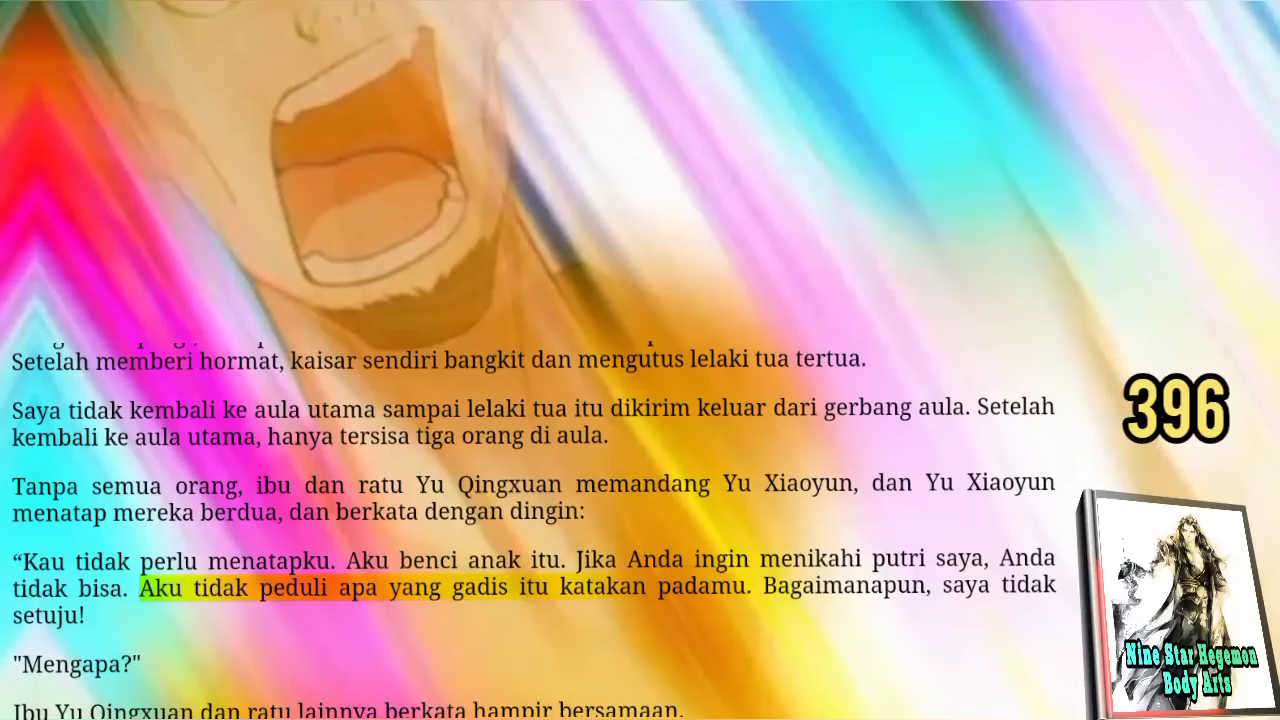 Setelah memberi hormat, kaisar sendiri bangkit dan mengutus lelaki tua tertua.
Saya tidak kembali ke aula utama sampai lelaki tua itu dikirim keluar dari gerbang aula. Setelah
kembali ke aula utama, hanya tersisa tiga orang di aula.
Tanpa semua orang, ibu dan ratu Yu Qingxuan memandang Yu Xiaoyun, dan Yu Xiaoyun
menatap mereka berdua, dan berkata dengan dingin:
“Kau tidak perlu menatapku. Aku benci anak itu. Jika Anda ingin menikahi putri saya, Anda
tidak bisa. Aku tidak peduli apa yang gadis itu katakan padamu. Bagaimanapun, saya tidak
setuju!
"Mengapa?"
Ibu Yu Qingxuan dan ratu lainnya berkata hampir bersamaan.
396
Nine Star Hegemon
Body Arts